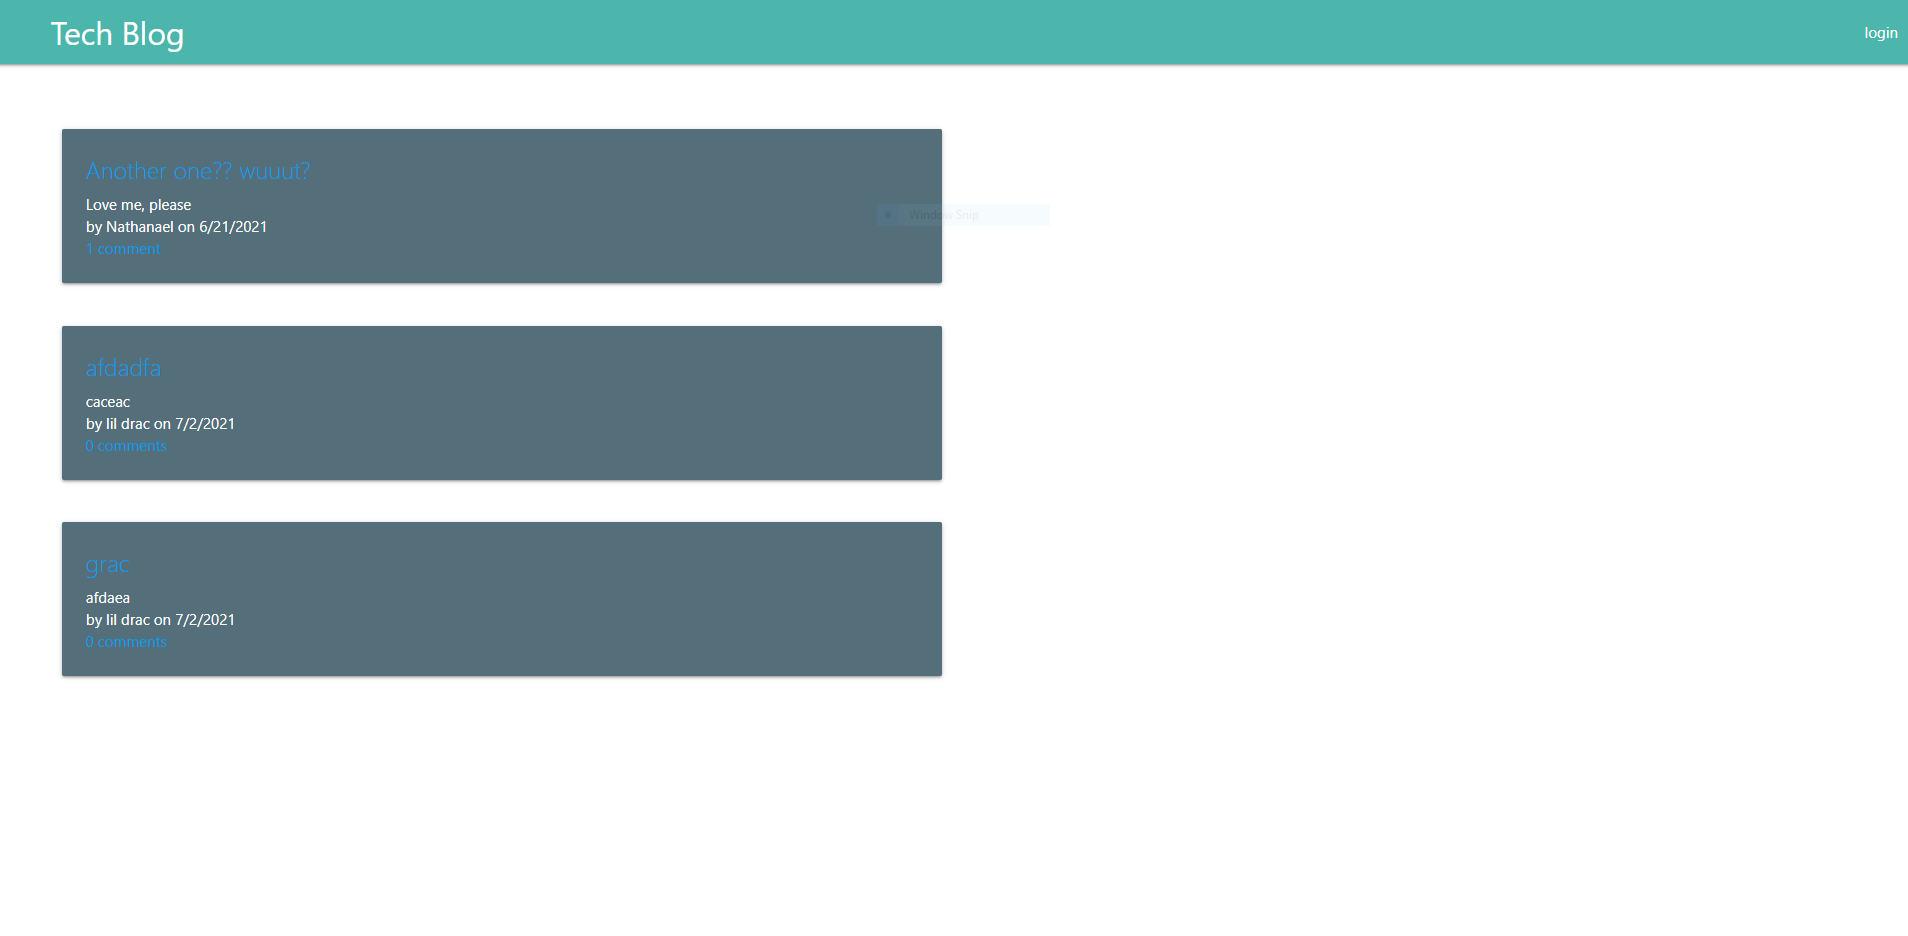 Tech Blog
login
Another one?? wuuut?
Love me, please
by Nathanael on 6/21/2021
1 comment
Window Snip
afdadfa
caceac
by lil drac on 7/2/2021
0 comments
grac
afdaea
by lil drac on 7/2/2021
0 comments